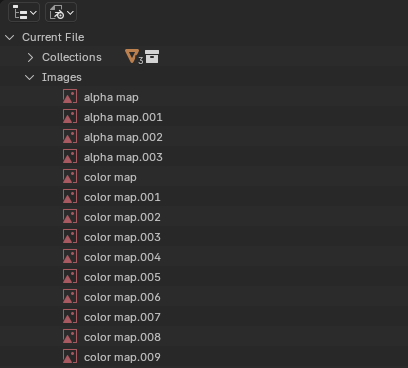 Current File
Collections 3
Images
alpha map
alpha map.001
alpha map.002
alpha map.003
color map
color map.001
color map.002
color map.003
color map.004
color map.005
color map.006
color map.007
color map.008
color map.009